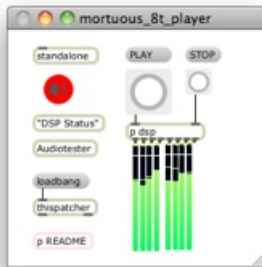 mortuous_8t_player
standalone
PLAY
STOP
"DSP Status"
p dsp
Audiotester
loadbang
thispatcher
p README